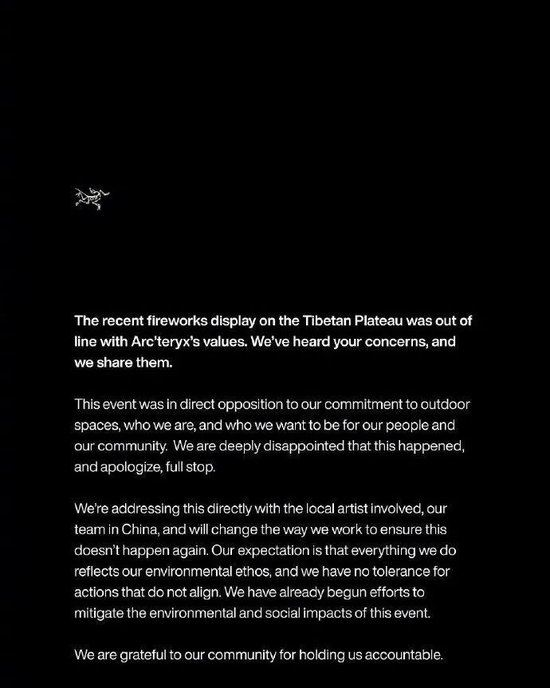 The recent fireworks display on the Tibetan Plateau was out of
line with Arc'teryx's values. We've heard your concerns, and
we share them.
This event was in direct opposition to our commitment to outdoor
spaces, who we are, and who we want to be for our people and
our community. We are deeply disappointed that this happened,
and apologize, full stop.
We're addressing this directly with the local artist involved, our
team in China, and will change the way we work to ensure this
doesn't happen again. Our expectation is that everything we do
reflects our environmental ethos, and we have no tolerance for
actions that do not align. We have already begun efforts to
mitigate the environmental and social impacts of this event.
We are grateful to our community for holding us accountable.